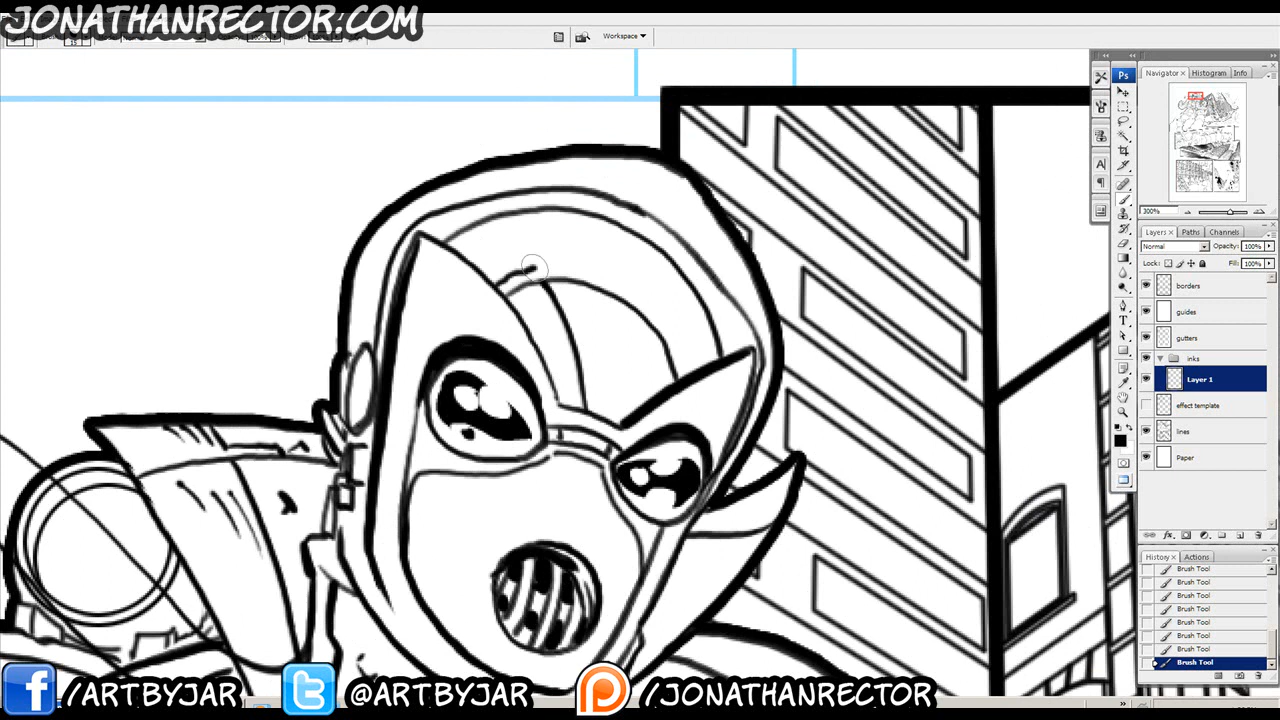 JONATHANRECTOR.COM
Workspace
Ps
Navigator × Histogram Info
300%
Layers × Paths Channels
Normal Opacity: 100%
Lock: Fill: 100%
borders
guides
gutters
inks
Layer 1
effect template
lines
Paper
History × Actions
Brush Tool
Brush Tool
Brush Tool
Brush Tool
Brush Tool
Brush Tool
Brush Tool
Brush Tool
/ARTBYJAR @ARTBYJAR /JONATHANRECTOR